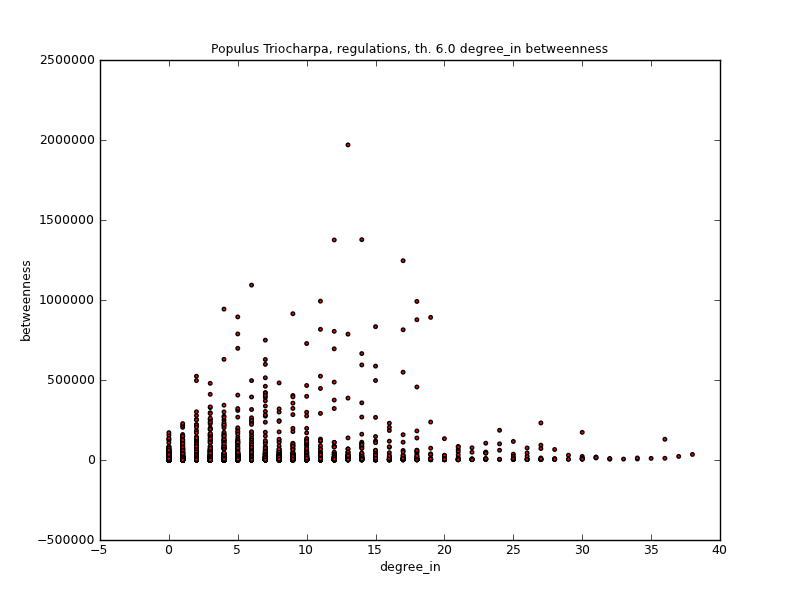 Populus Triocharpa, regulations, th. 6.0 degree_in betweenness
2500000
2000000
1500000
1000000
500000
0
−500000
betweenness
−5 0 5 10 15 20 25 30 35 40
degree_in